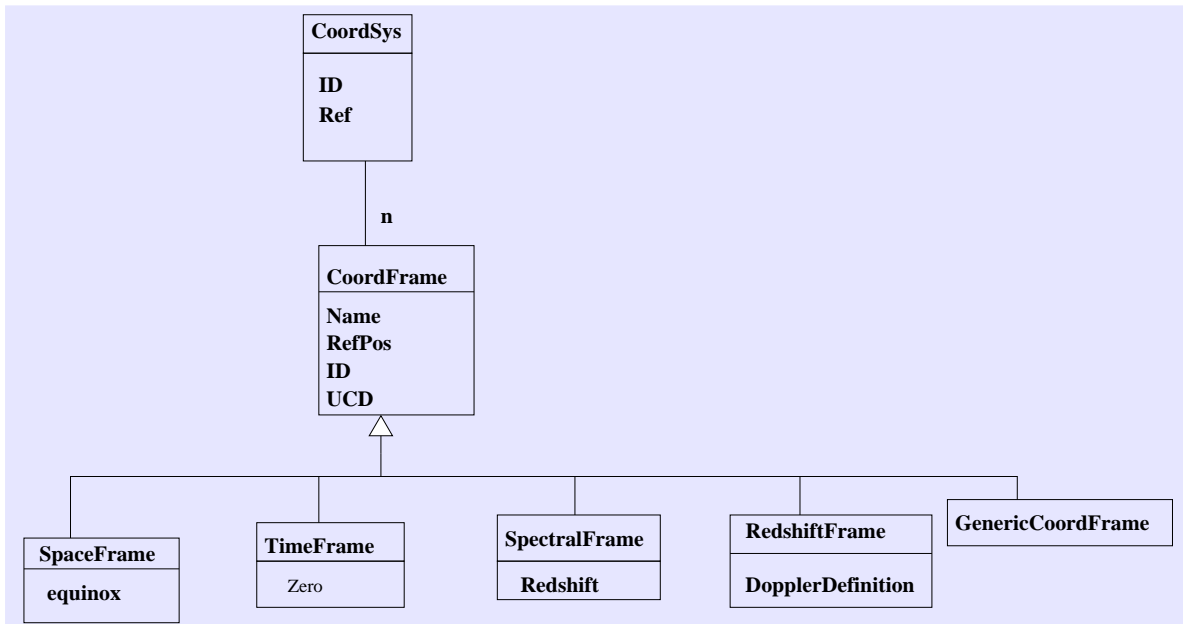 CoordSys
ID
Ref
n
CoordFrame
Name
RefPos
ID
UCD
SpaceFrame
equinox
TimeFrame
Zero
SpectralFrame
Redshift
RedshiftFrame
DopplerDefinition
GenericCoordFrame